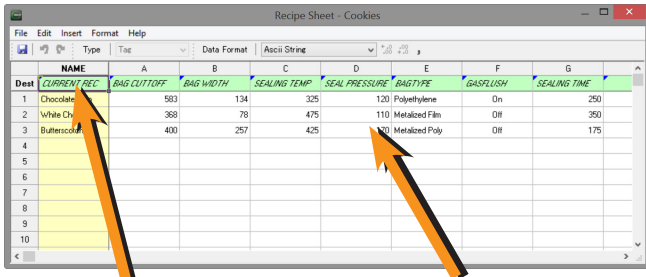 Recipe Sheet - Cookies
File Edit Insert Format Help
Type Tag Data Format Ascii String
NAME A B C D E F G
Dest CURRENT REC BAG CUTTOFF BAG WIDTH SEALING TEMP SEAL PRESSURE BAGTYPE GASFLUSH SEALING TIME
1 Chocolate 583 134 325 120 Polyethylene On 250
2 White 368 78 475 110 Metalized Film Off 350
3 400 257 425 Metalized Poly Off 175
4
5
6
7
8
9
10